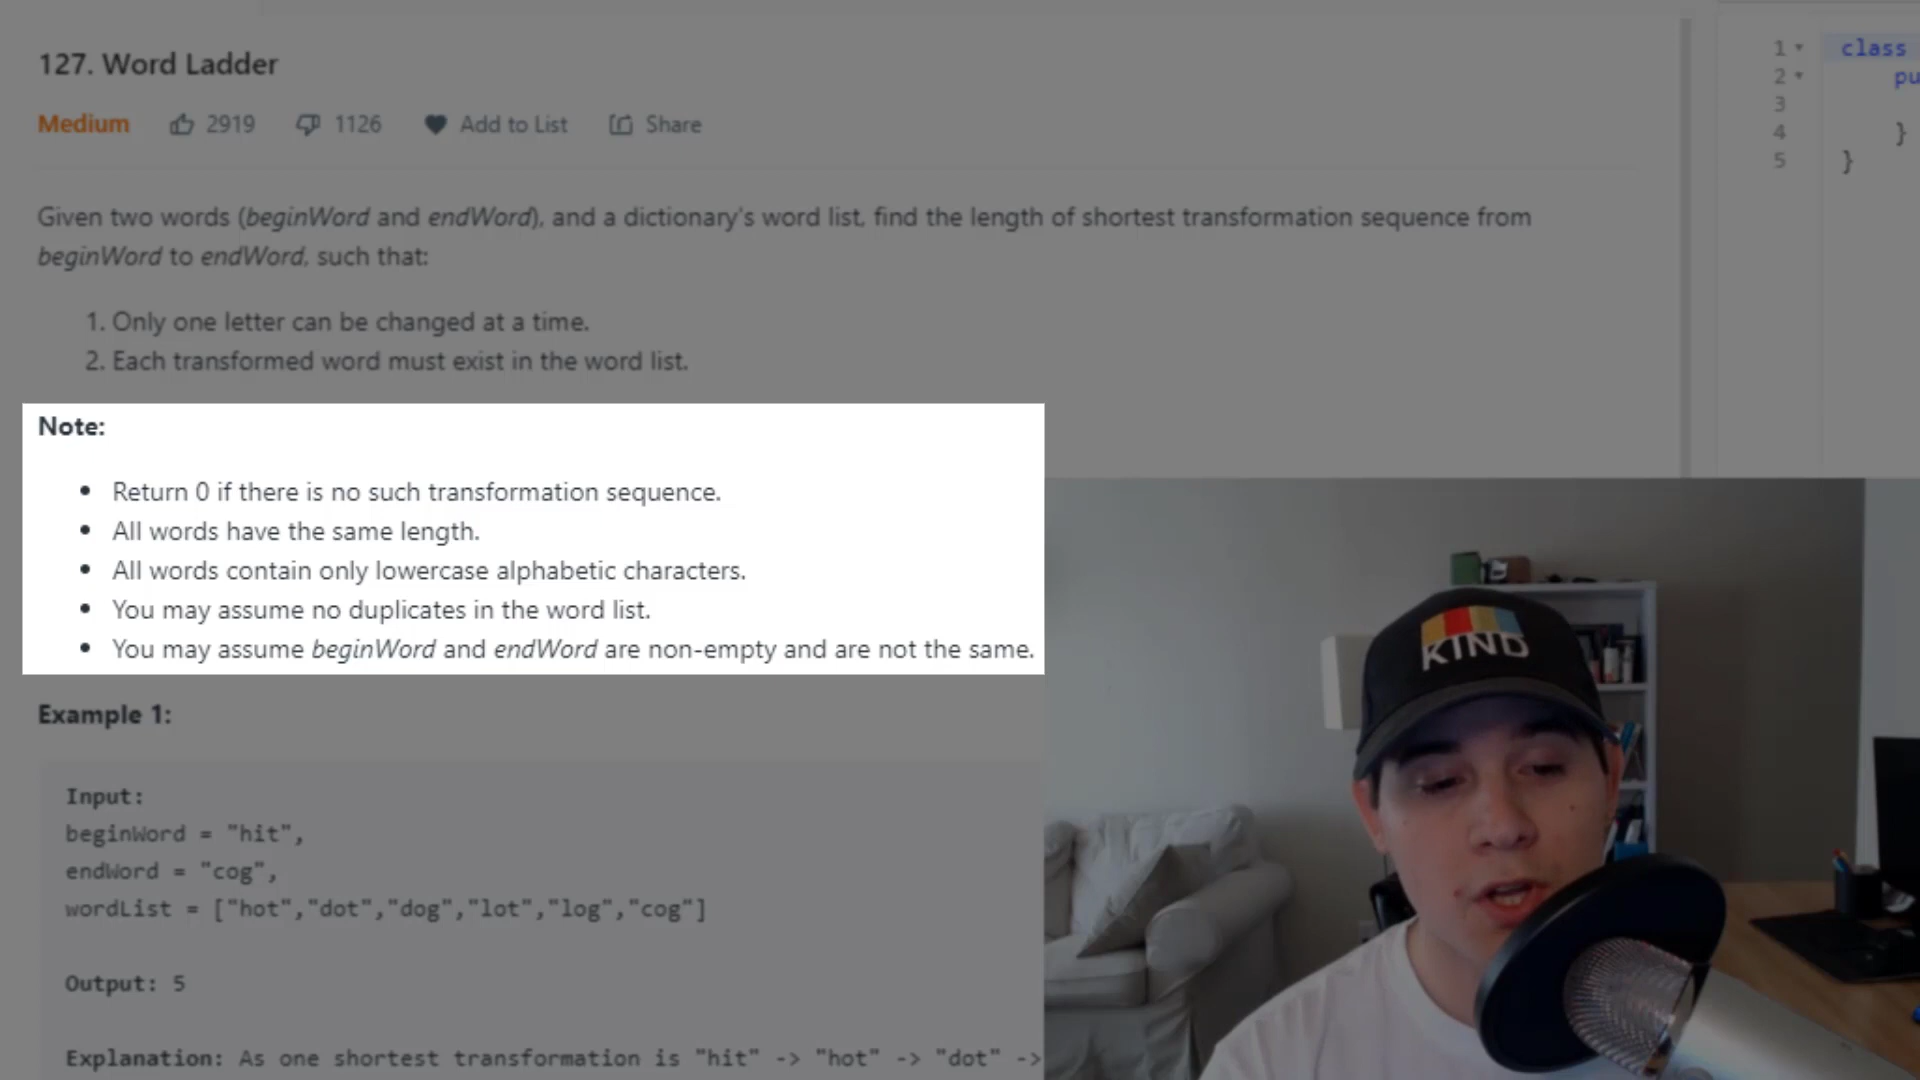 127. Word Ladder
Medium 2919 1126 Add to List Share
Given two words (beginWord and endWord), and a dictionary's word list, find the length of shortest transformation sequence from
beginWord to endWord, such that:
1. Only one letter can be changed at a time.
2. Each transformed word must exist in the word list.
Note:
• Return 0 if there is no such transformation sequence.
• All words have the same length.
• All words contain only lowercase alphabetic characters.
• You may assume no duplicates in the word list.
• You may assume beginWord and endWord are non-empty and are not the same.
Example 1:
Input:
beginWord = "hit",
endWord = "cog",
wordList = ["hot","dot","dog","lot","log","cog"]
Output: 5
Explanation: As one shortest transformation is "hit" -> "hot" -> "dot" ->
1 class
2 pu
3
4 }
5 }
KIND